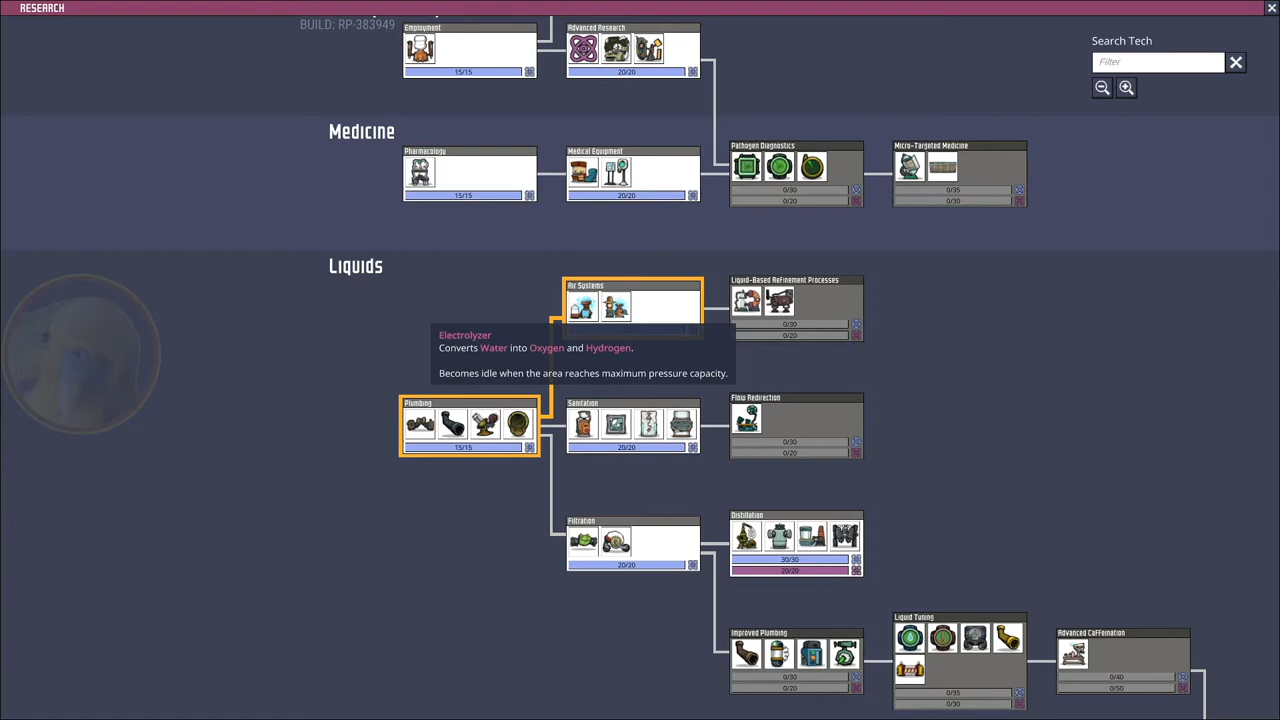 RESEARCH
BUILD: RP-383949
Employment
Advanced Research
15/15
20/20
Search Tech
Filter
Medicine
Pharmacology
Medical Equipment
Pathogen Diagnostics
Micro-Targeted Medicine
15/15
20/20
0/30
0/20
0/35
0/30
Liquids
Air Systems
Liquid-Based Refinement Processes
0/30
0/20
Electrolyzer
Converts Water into Oxygen and Hydrogen.
Becomes idle when the area reaches maximum pressure capacity.
Plumbing
Sanitation
Flow Redirection
15/15
20/20
0/30
0/20
Filtration
Distillation
20/20
30/30
20/20
Improved Plumbing
Liquid Tuning
Advanced Caffeination
0/30
0/20
0/35
0/30
0/40
0/50